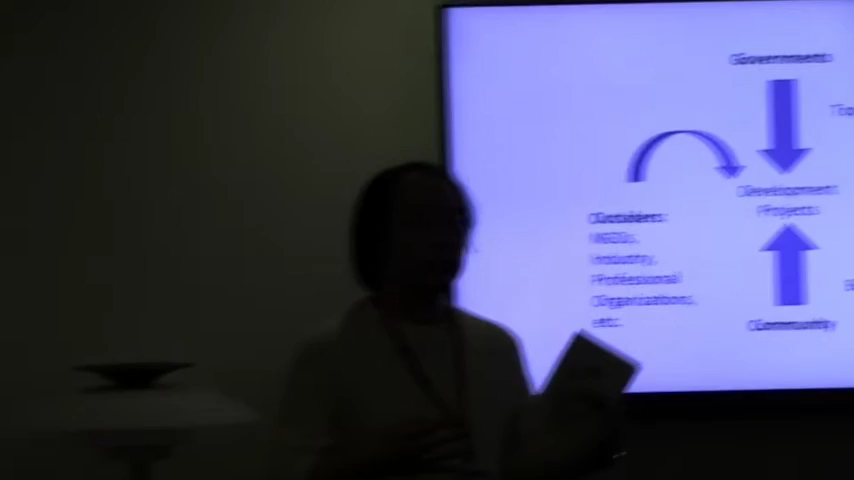 Government
Development
Projects
Outsiders:
NGOs,
Industry,
Professional
Organizations,
etc.
Community